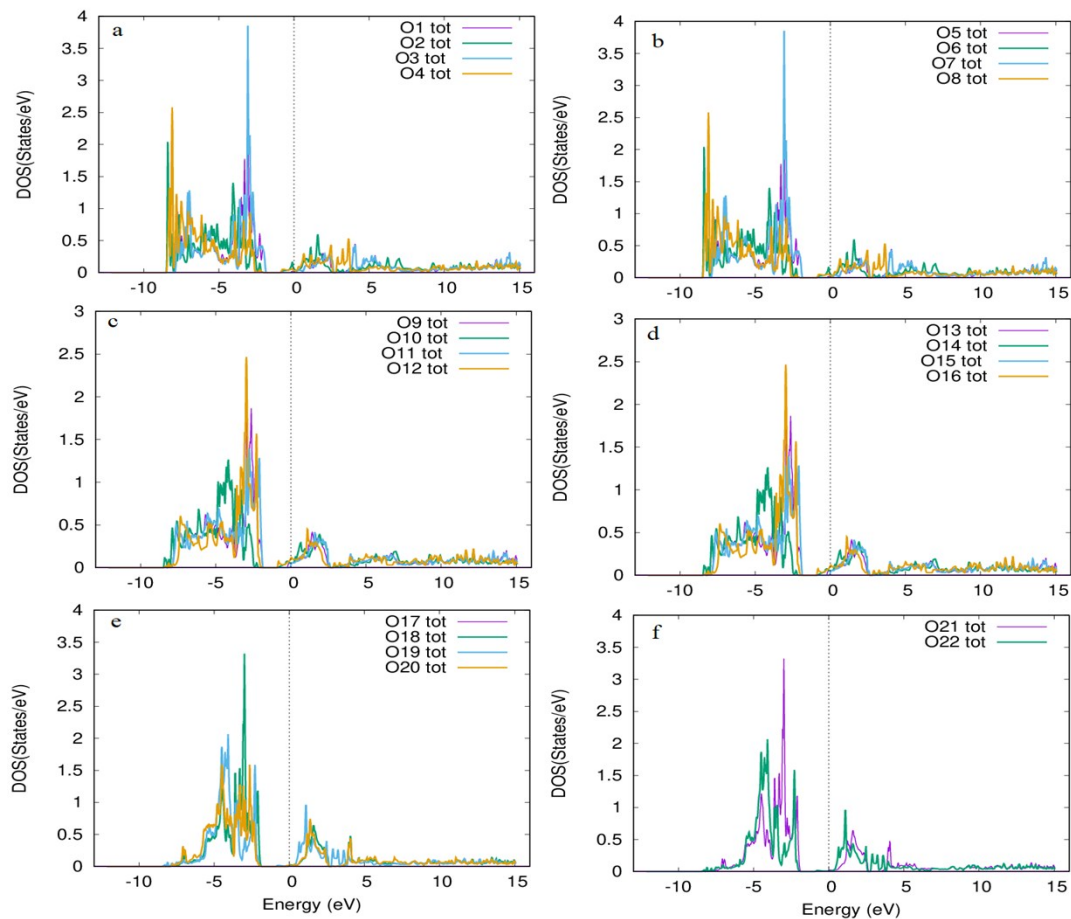 a
O1 tot
O2 tot
O3 tot
O4 tot
DOS(States/eV)
4
3.5
3
2.5
2
1.5
1
0.5
0
-10
-5
0
5
10
15
b
O5 tot
O6 tot
O7 tot
O8 tot
DOS(States/eV)
4
3.5
3
2.5
2
1.5
1
0.5
0
-10
-5
0
5
10
15
c
O9 tot
O10 tot
O11 tot
O12 tot
DOS(States/eV)
3
2.5
2
1.5
1
0.5
0
-10
-5
0
5
10
15
d
O13 tot
O14 tot
O15 tot
O16 tot
DOS(States/eV)
3
2.5
2
1.5
1
0.5
0
-10
-5
0
5
10
15
e
O17 tot
O18 tot
O19 tot
O20 tot
DOS(States/eV)
4
3.5
3
2.5
2
1.5
1
0.5
0
-10
-5
0
5
10
15
Energy (eV)
f
O21 tot
O22 tot
DOS(States/eV)
4
3.5
3
2.5
2
1.5
1
0.5
0
-10
-5
0
5
10
15
Energy (eV)